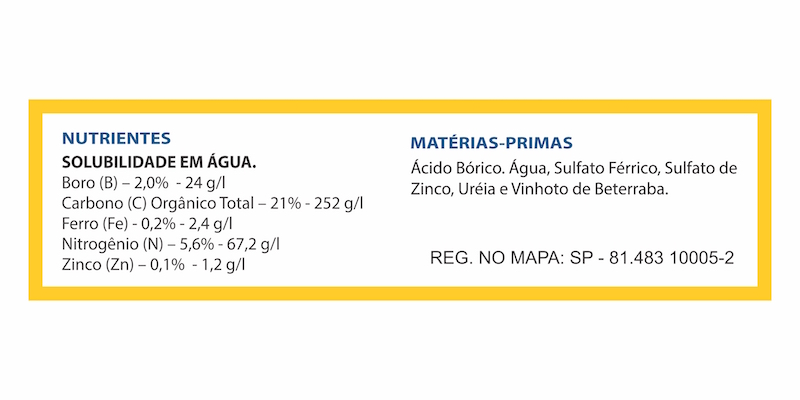 NUTRIENTES
SOLUBILIDADE EM ÁGUA.
Boro (B) – 2,0%  - 24 g/l
Carbono (C) Orgânico Total – 21% - 252 g/l
Ferro (Fe) - 0,2% - 2,4 g/l
Nitrogênio (N) – 5,6% - 67,2 g/l
Zinco (Zn) – 0,1%  - 1,2 g/l
MATÉRIAS-PRIMAS
Ácido Bórico. Água, Sulfato Férrico, Sulfato de
Zinco, Uréia e Vinhoto de Beterraba.
REG. NO MAPA: SP - 81.483 10005-2